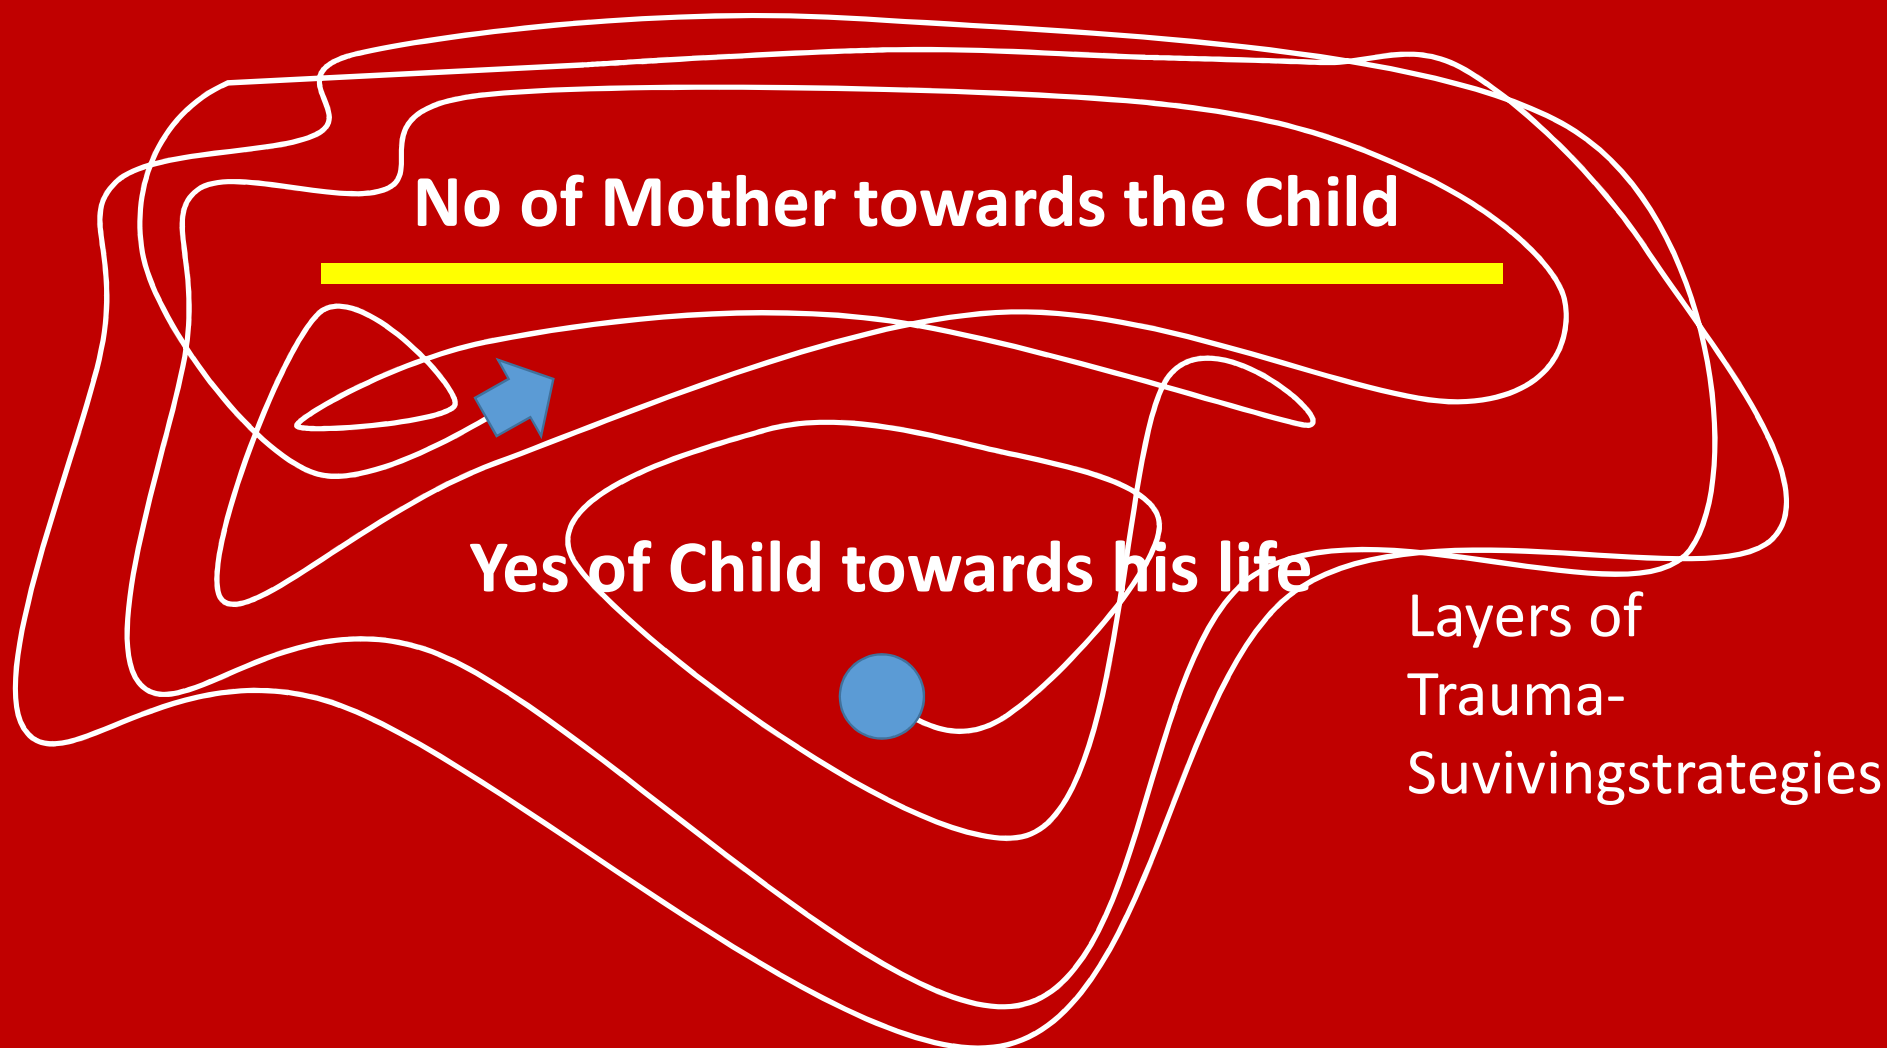 No of Mother towards the Child
Yes of Child towards his life
Layers of
Trauma-
Suvivingstrategies